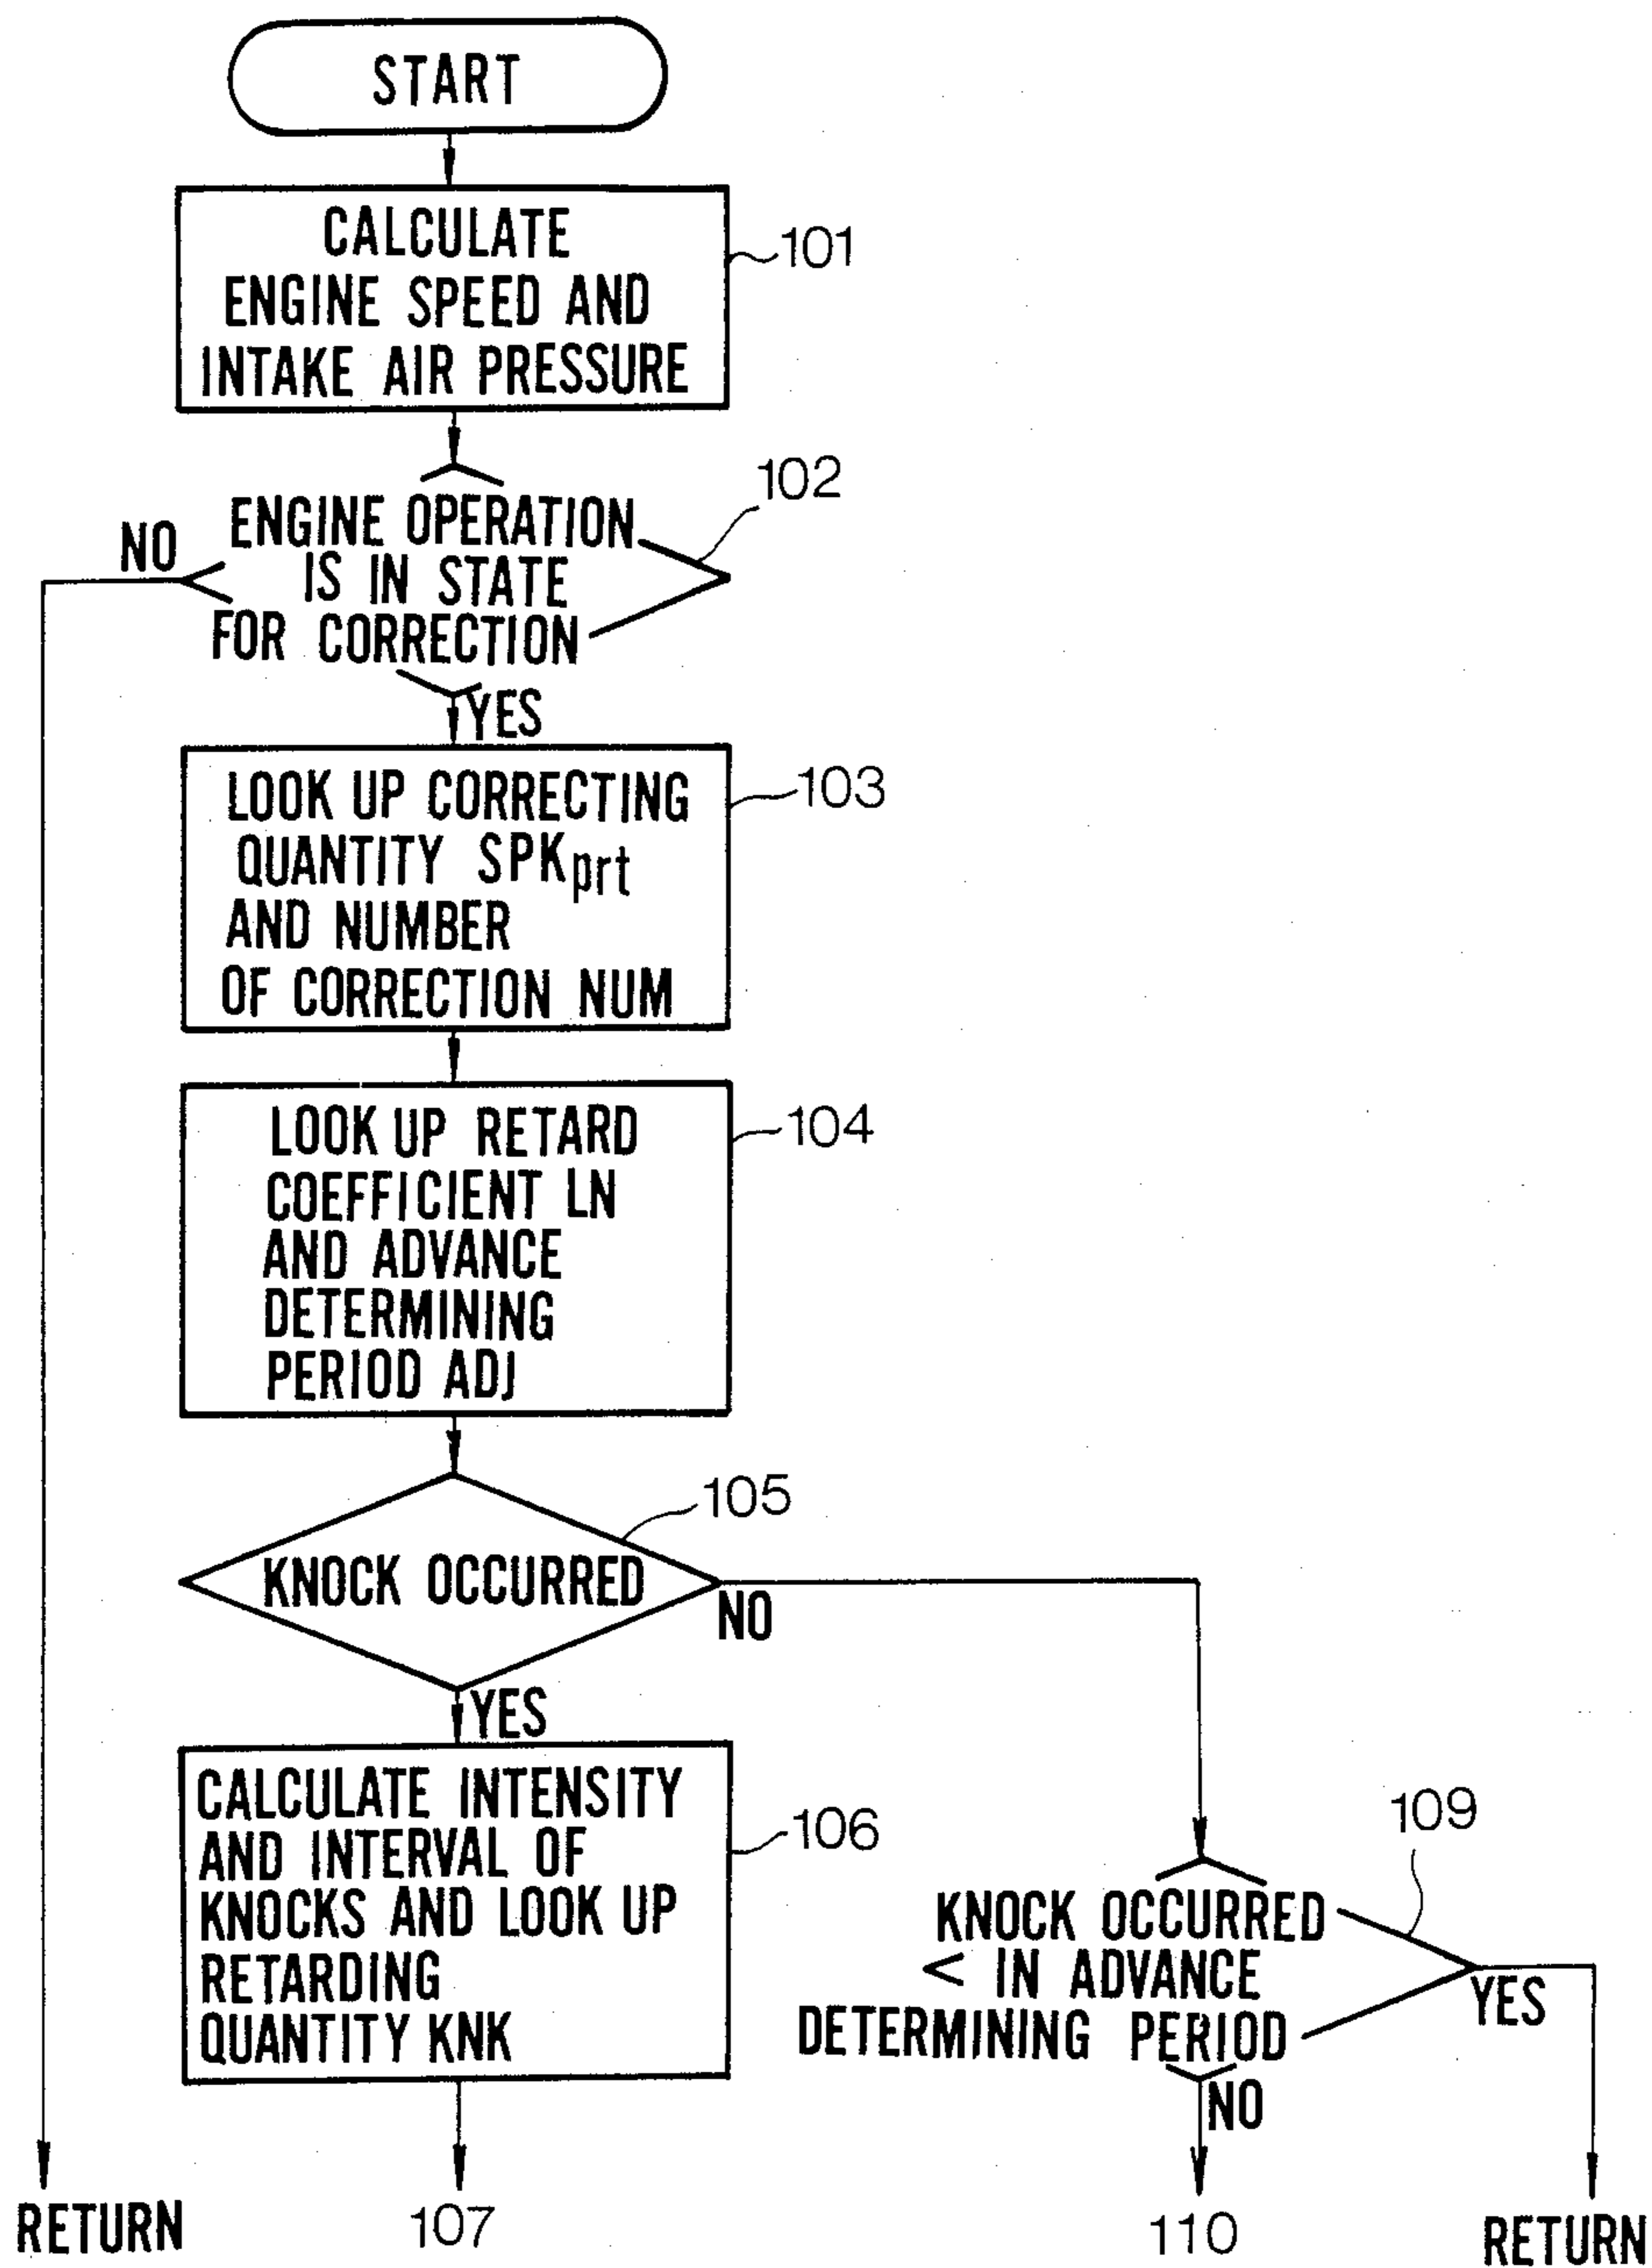 START
CALCULATE
ENGINE SPEED AND
INTAKE AIR PRESSURE
101
102
ENGINE OPERATION
IS IN STATE
FOR CORRECTION
NO
YES
LOOK UP CORRECTING
QUANTITY SPKprt
AND NUMBER
OF CORRECTION NUM
103
LOOK UP RETARD
COEFFICIENT LN
AND ADVANCE
DETERMINING
PERIOD ADJ
104
105
KNOCK OCCURRED
NO
YES
CALCULATE INTENSITY
AND INTERVAL OF
KNOCKS AND LOOK UP
RETARDING
QUANTITY KNK
106
109
KNOCK OCCURRED
IN ADVANCE
DETERMINING PERIOD
YES
NO
RETURN
107
110
RETURN